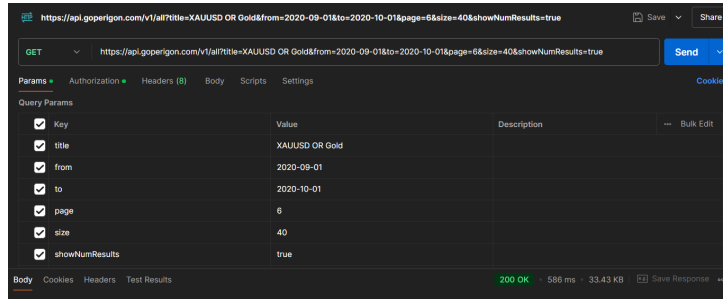 https://api.goperigon.com/v1/all?title=XAUUSD OR Gold&from=2020-09-01&to=2020-10-01&page=6&size=40&showNumResults=true Save Share
GET https://api.goperigon.com/v1/all?title=XAUUSD OR Gold&from=2020-09-01&to=2020-10-01&page=6&size=40&showNumResults=true Send
Params Authorization Headers (8) Body Scripts Settings Cookie
Query Params
Key Value Description Bulk Edit
title XAUUSD OR Gold
from 2020-09-01
to 2020-10-01
page 6
size 40
showNumResults true
Body Cookies Headers Test Results 200 OK 586 ms 33.43 KB Save Response